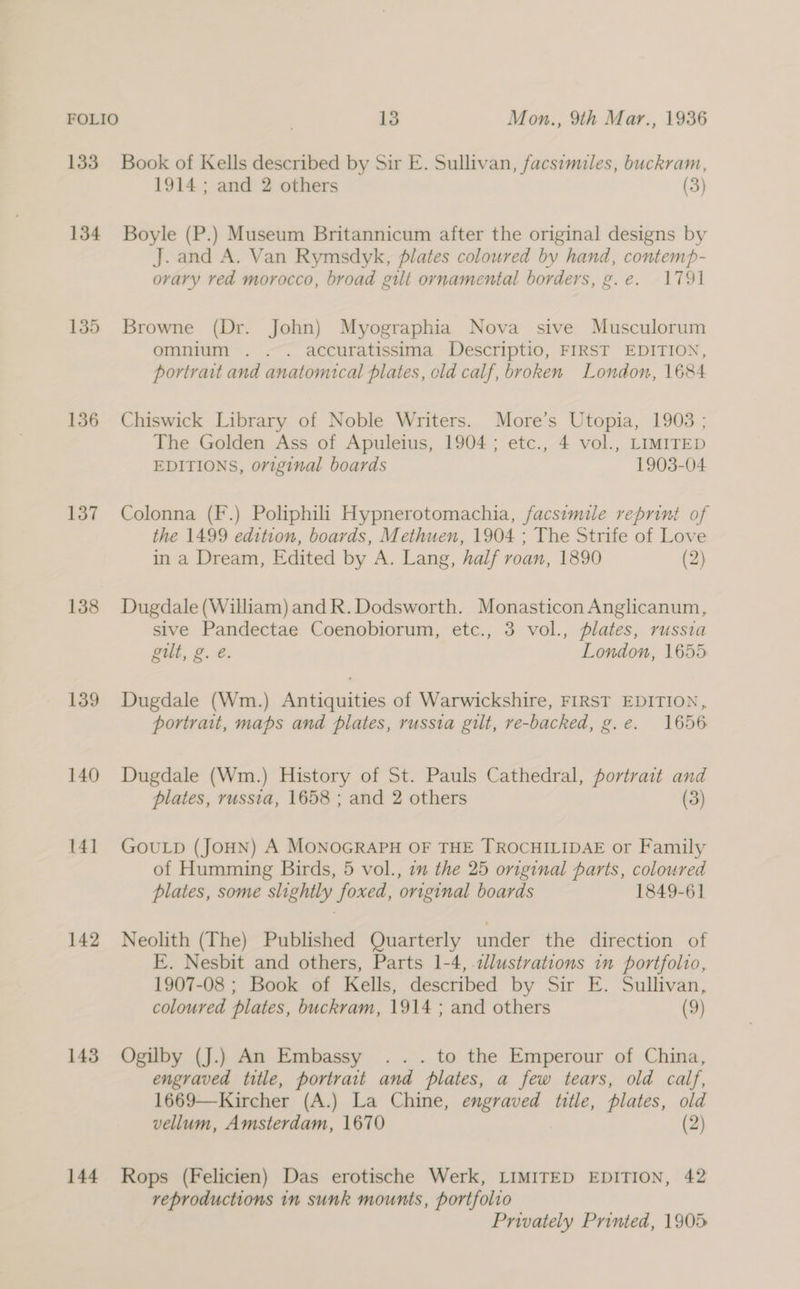 FOLIO 13 Mon., 9th Mar., 1936
133 Book of Kells described by Sir E. Sullivan, facsimiles, buckram,
1914; and 2 others (3)
134 Boyle (P.) Museum Britannicum after the original designs by
J. and A. Van Rymsdyk, plates coloured by hand, contemp-
orary red morocco, broad gilt ornamental borders, g. e. 1791
135 Browne (Dr. John) Myographia Nova sive Musculorum
omnium . . . accuratissima Descriptio, FIRST EDITION,
portrait and anatomical plates, old calf, broken London, 1684
136 Chiswick Library of Noble Writers. More's Utopia, 1903;
The Golden Ass of Apuleius, 1904; etc., 4 vol., LIMITED
EDITIONS, original boards 1903-04
137 Colonna (F.) Poliphili Hypnerotomachia, facsimile reprint of
the 1499 edition, boards, Methuen, 1904; The Strife of Love
in a Dream, Edited by A. Lang, half roan, 1890 (2)
138 Dugdale (William) and R. Dodsworth. Monasticon Anglicanum,
sive Pandectae Coenobiorum, etc., 3 vol., plates, russia
gilt, g. e. London, 1655
139 Dugdale (Wm.) Antiquities of Warwickshire, FIRST EDITION,
portrait, maps and plates, russia gilt, re-backed, g. e. 1656
140 Dugdale (Wm.) History of St. Pauls Cathedral, portrait and
plates, russia, 1658; and 2 others (3)
141 GOULD (JOHN) A MONOGRAPH OF THE TROCHILIDAE or Family
of Humming Birds, 5 vol., in the 25 original parts, coloured
plates, some slightly foxed, original boards 1849-61
142 Neolith (The) Published Quarterly under the direction of
E. Nesbit and others, Parts 1-4, illustrations in portfolio,
1907-08; Book of Kells, described by Sir E. Sullivan,
coloured plates, buckram, 1914; and others (9)
143 Ogilby (J.) An Embassy . . . to the Emperour of China,
engraved title, portrait and plates, a few tears, old calf,
1669—Kircher (A.) La Chine, engraved title, plates, old
vellum, Amsterdam, 1670 (2)
144 Rops (Felicien) Das erotische Werk, LIMITED EDITION, 42
reproductions in sunk mounts, portfolio
Privately Printed, 1905